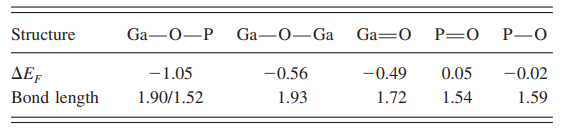 Structure Ga—O—P Ga—O—Ga Ga=O P=O P—O
ΔE_F −1.05 −0.56 −0.49 0.05 −0.02
Bond length 1.90/1.52 1.93 1.72 1.54 1.59